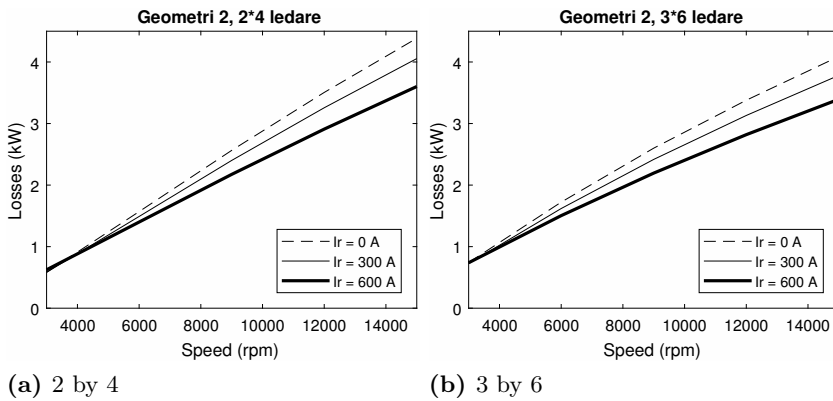 Geometri 2, 2*4 ledare
Losses (kW)
4
3
2
1
0
4000 6000 8000 10000 12000 14000
Speed (rpm)
Ir = 0 A
Ir = 300 A
Ir = 600 A
(a) 2 by 4
Geometri 2, 3*6 ledare
Losses (kW)
4
3
2
1
0
4000 6000 8000 10000 12000 14000
Speed (rpm)
Ir = 0 A
Ir = 300 A
Ir = 600 A
(b) 3 by 6